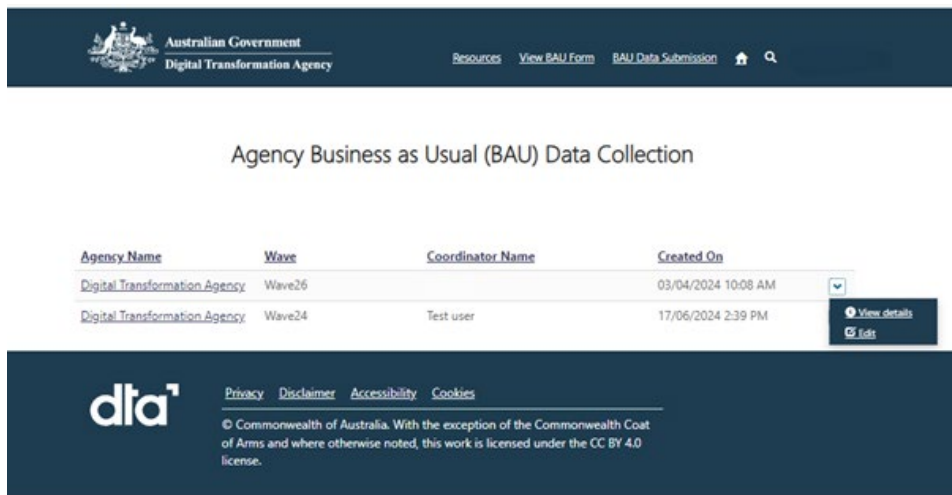 Australian Government
Digital Transformation Agency
Resources View BAU Form BAU Data Submission
Agency Business as Usual (BAU) Data Collection
Agency Name Wave Coordinator Name Created On
Digital Transformation Agency Wave26 03/04/2024 10:08 AM
Digital Transformation Agency Wave24 Test user 17/06/2024 2:39 PM
View details
Edit
dta
Privacy Disclaimer Accessibility Cookies
© Commonwealth of Australia. With the exception of the Commonwealth Coat
of Arms and where otherwise noted, this work is licensed under the CC BY 4.0
license.